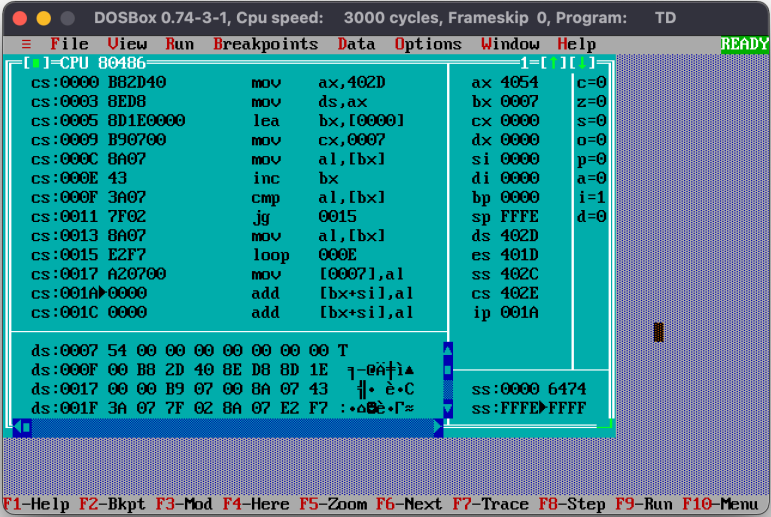 DOSBox 0.74-3-1, Cpu speed: 3000 cycles, Frameskip 0, Program: TD
≡ File View Run Breakpoints Data Options Window Help READY
[■]=CPU 80486 1=[↑][↓]
cs:0000 B82D40 mov ax,402D ax 4054 c=0
cs:0003 8ED8 mov ds,ax bx 0007 z=0
cs:0005 8D1E0000 lea bx,[0000] cx 0000 s=0
cs:0009 B90700 mov cx,0007 dx 0000 o=0
cs:000C 8A07 mov al,[bx] si 0000 p=0
cs:000E 43 inc bx di 0000 a=0
cs:000F 3A07 cmp al,[bx] bp 0000 i=1
cs:0011 7F02 jg 0015 sp FFFE d=0
cs:0013 8A07 mov al,[bx] ds 402D
cs:0015 E2F7 loop 000E es 401D
cs:0017 A20700 mov [0007],al ss 402C
cs:001A►0000 add [bx+si],al cs 402E
cs:001C 0000 add [bx+si],al ip 001A
ds:0007 54 00 00 00 00 00 00 00 T
ds:000F 00 B8 2D 40 8E D8 8D 1E ╕-@Ä╪ì▲
ds:0017 00 00 B9 07 00 8A 07 43 ╣• è•C ss:0000 6474
ds:001F 3A 07 7F 02 8A 07 E2 F7 :•⌂☻è•Γ≈ ss:FFFE►FFFF
F1-Help F2-Bkpt F3-Mod F4-Here F5-Zoom F6-Next F7-Trace F8-Step F9-Run F10-Menu